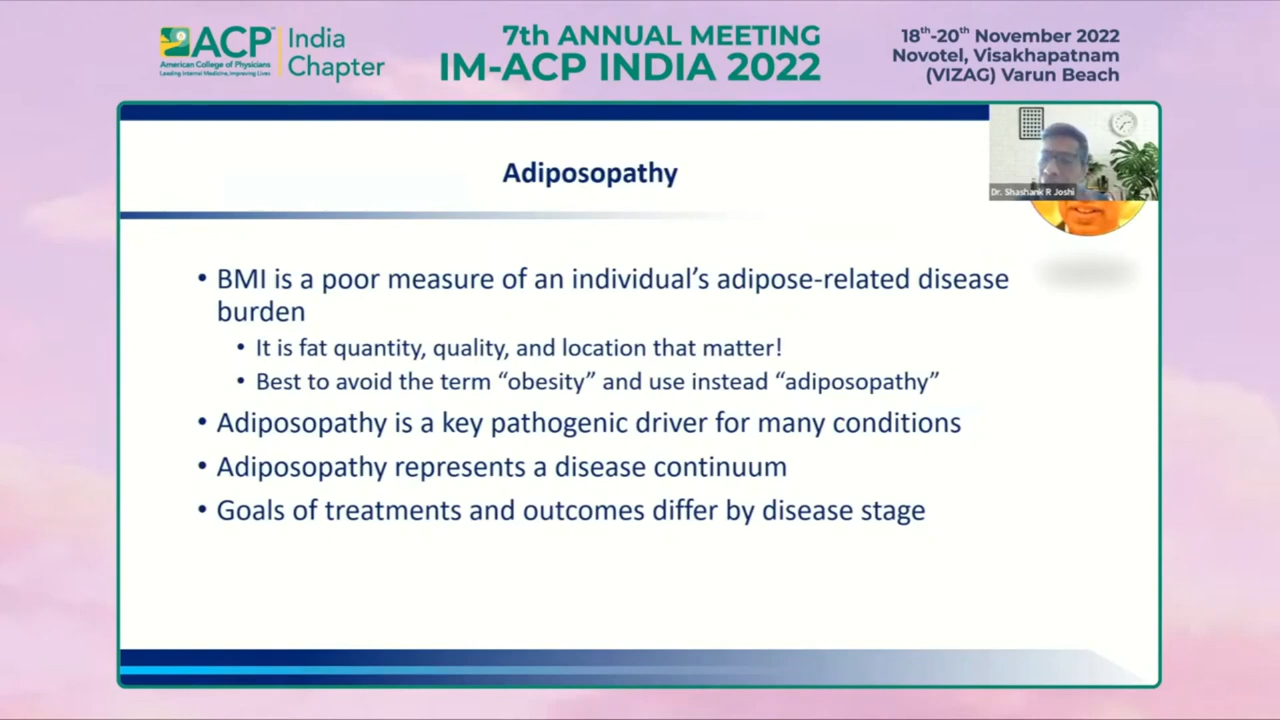 ACP
American College of Physicians
Leading Internal Medicine, Improving Lives
India
Chapter
7th ANNUAL MEETING
IM-ACP INDIA 2022
18th-20th November 2022
Novotel, Visakhapatnam
(VIZAG) Varun Beach
Dr. Shashank R Joshi
Adiposopathy
• BMI is a poor measure of an individual’s adipose-related disease
burden
• It is fat quantity, quality, and location that matter!
• Best to avoid the term “obesity” and use instead “adiposopathy”
• Adiposopathy is a key pathogenic driver for many conditions
• Adiposopathy represents a disease continuum
• Goals of treatments and outcomes differ by disease stage